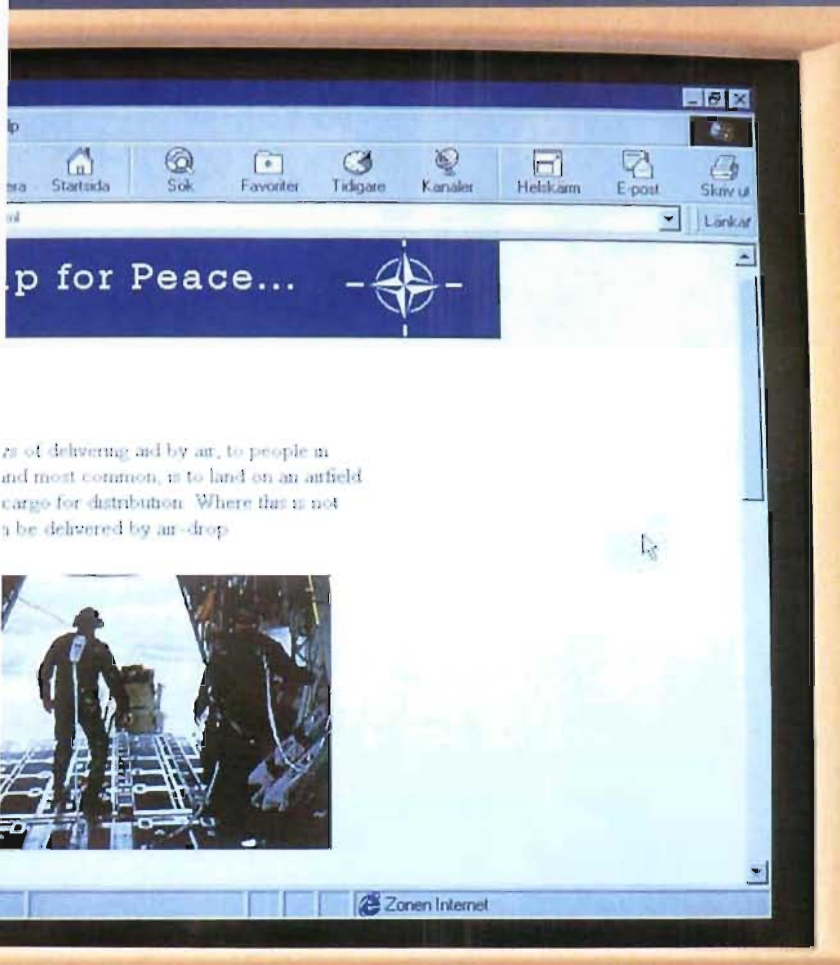 Startsida Sök Favoriter Tidigare Kanaler Helskärm E-post Skriv ut
Länkar
for Peace...
of delivering aid by air, to people in
and most common, is to land on an airfield
cargo for distribution. Where this is not
be delivered by air-drop
Zonen Internet